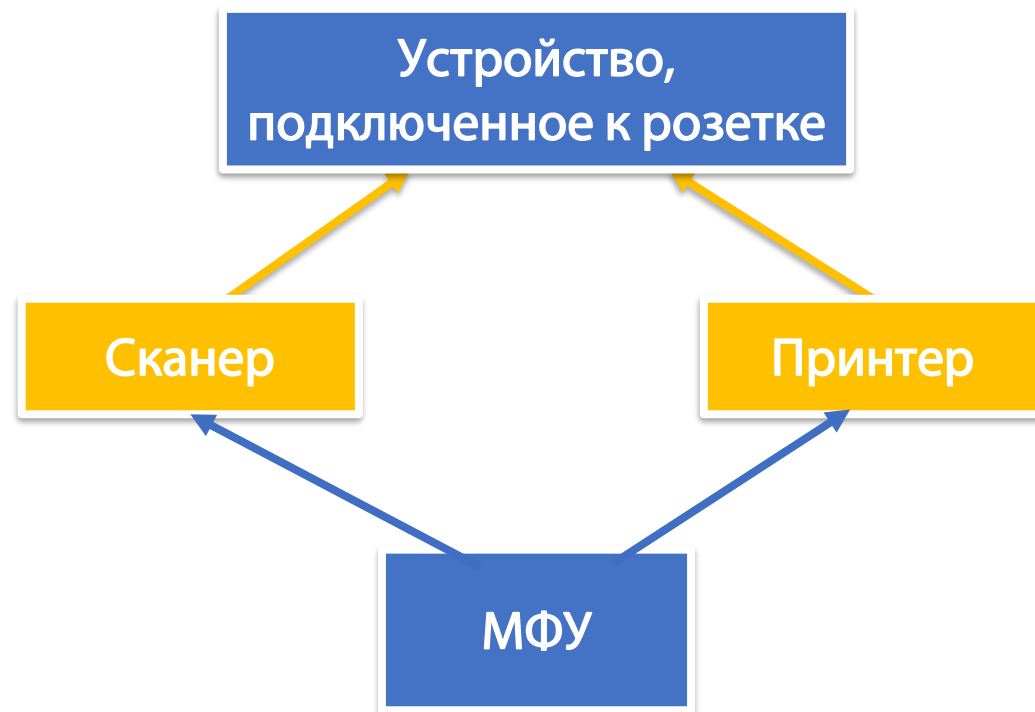 Устройство,
подключенное к розетке
Сканер
Принтер
МФУ